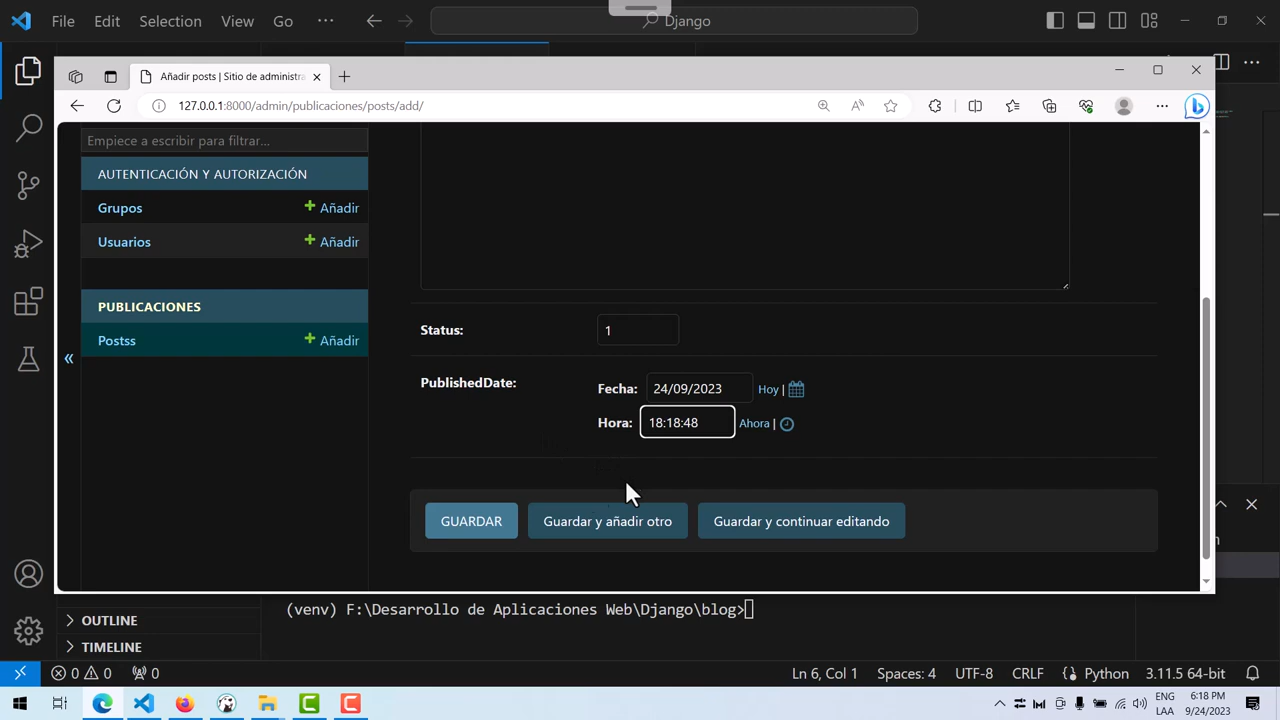 File Edit Selection View Go ··· Django
Añadir posts | Sitio de administra
127.0.0.1:8000/admin/publicaciones/posts/add/
Empiece a escribir para filtrar...
AUTENTICACIÓN Y AUTORIZACIÓN
Grupos Añadir
Usuarios Añadir
PUBLICACIONES
Postss Añadir
«
Status: 1
PublishedDate: Fecha: 24/09/2023 Hoy |
Hora: 18:18:48 Ahora |
GUARDAR Guardar y añadir otro Guardar y continuar editando
(venv) F:\Desarrollo de Aplicaciones Web\Django\blog>
OUTLINE
TIMELINE
0 0 0 Ln 6, Col 1 Spaces: 4 UTF-8 CRLF Python 3.11.5 64-bit
ENG 6:18 PM
LAA 9/24/2023